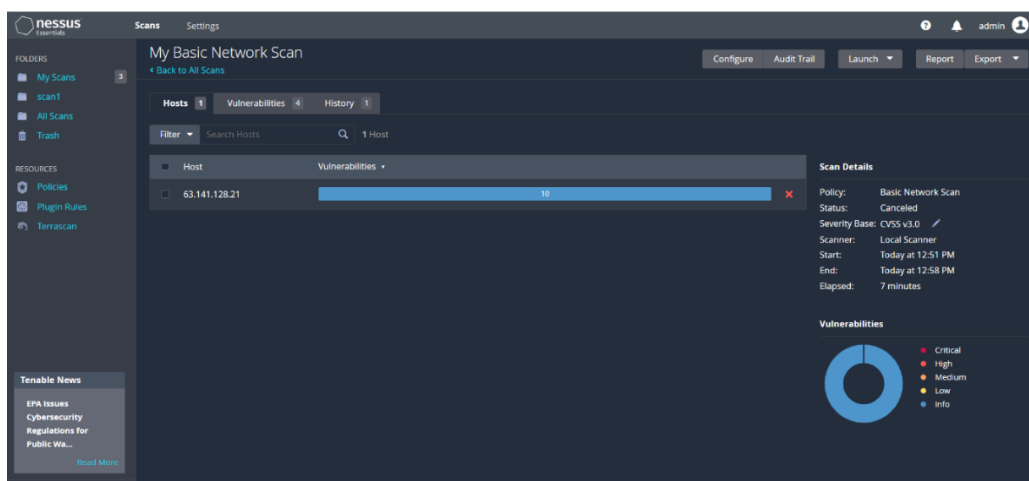 nessus
Essentials
Scans Settings
admin
FOLDERS
My Scans 3
scan1
All Scans
Trash
RESOURCES
Policies
Plugin Rules
Terrascan
Tenable News
EPA Issues
Cybersecurity
Regulations for
Public Wa...
Read More
My Basic Network Scan
Back to All Scans
Configure Audit Trail Launch Report Export
Hosts 1 Vulnerabilities 4 History 1
Filter Search Hosts 1 Host
Host Vulnerabilities
63.141.128.21 10
Scan Details
Policy: Basic Network Scan
Status: Canceled
Severity Base: CVSS v3.0
Scanner: Local Scanner
Start: Today at 12:51 PM
End: Today at 12:58 PM
Elapsed: 7 minutes
Vulnerabilities
Critical
High
Medium
Low
Info